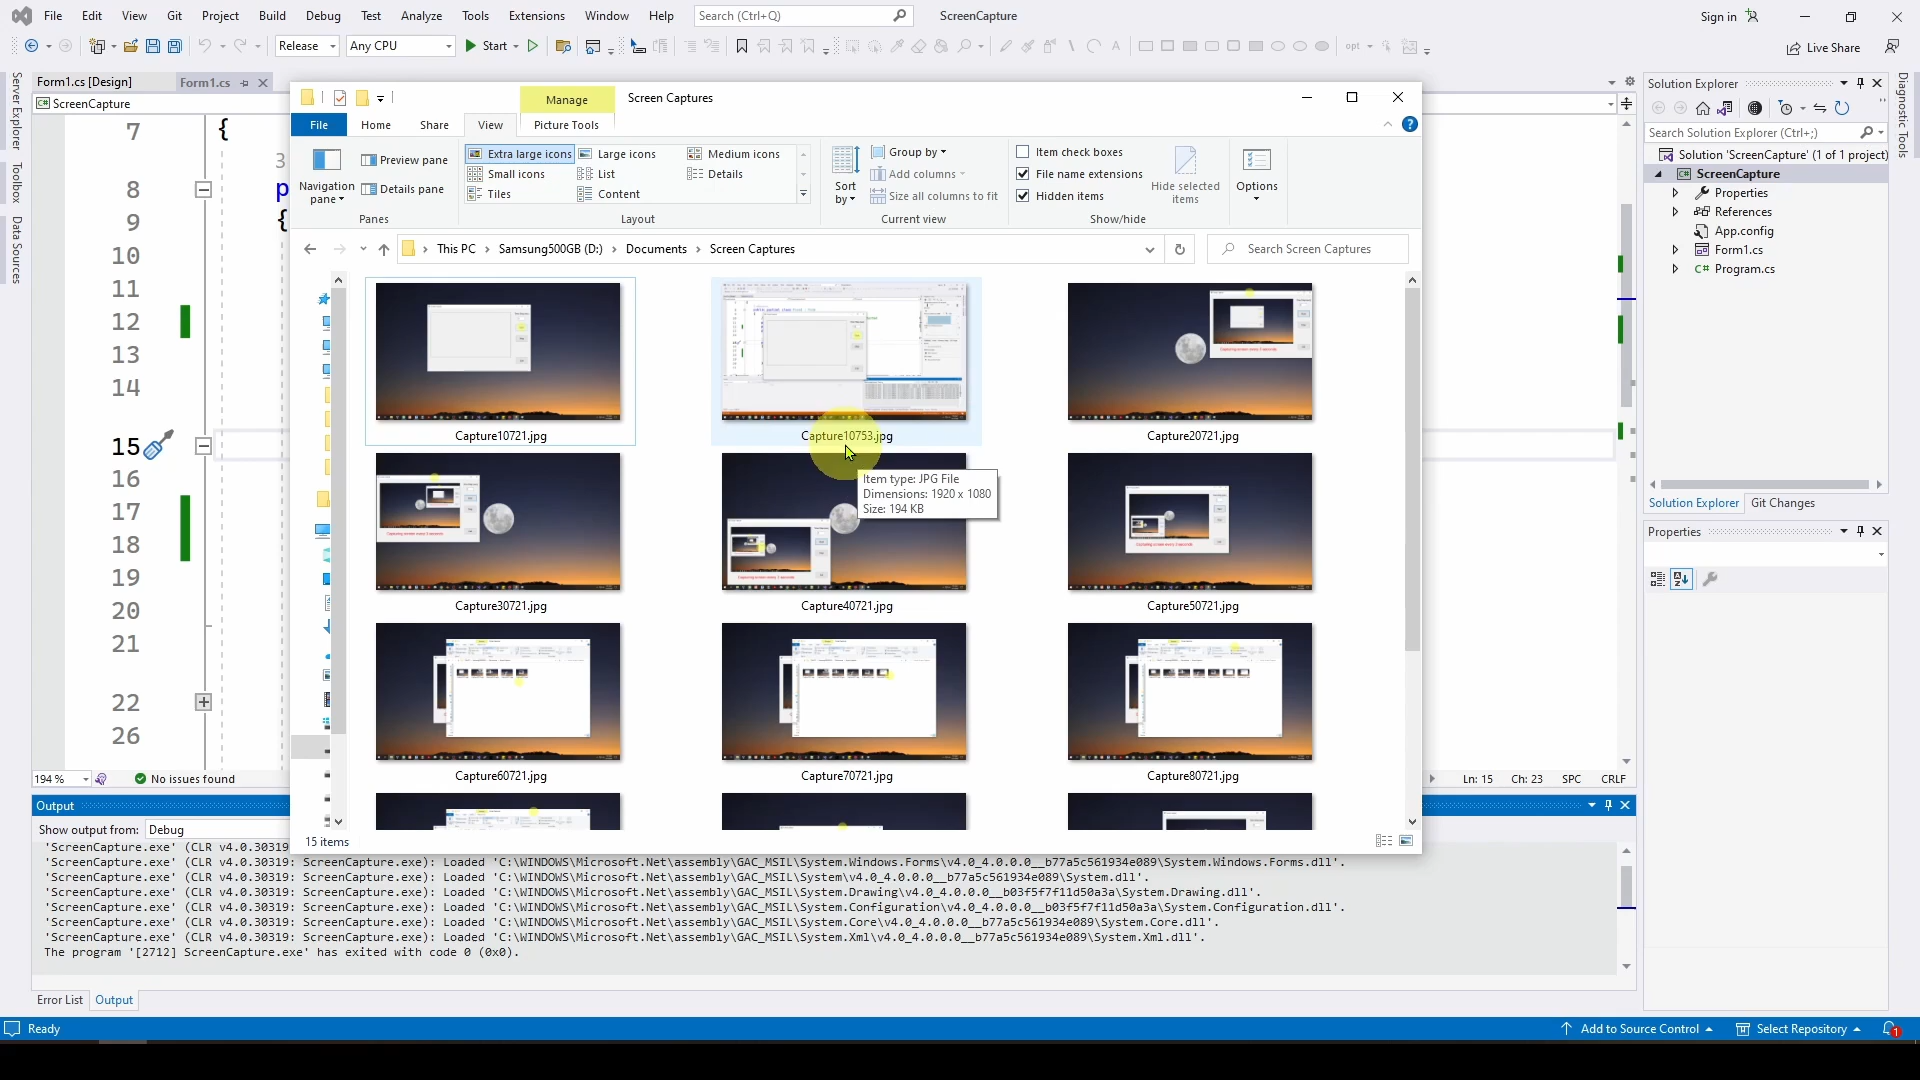 File Edit View Git Project Build Debug Test Analyze Tools Extensions Window Help Search (Ctrl+Q) ScreenCapture Sign in
Release Any CPU Start opt Live Share
Form1.cs [Design] Form1.cs
C# ScreenCapture
Server Explorer
Toolbox
Data Sources
7 {
3
8 p
9 {
10
11
12
13
14
15
16
17
18
19
20
21
22
26
194 % No issues found
Ln: 15 Ch: 23 SPC CRLF
Manage Screen Captures
File Home Share View Picture Tools
Navigation pane
Preview pane
Details pane
Panes
Extra large icons Large icons Medium icons
Small icons List Details
Tiles Content
Layout
Sort by
Group by
Add columns
Size all columns to fit
Current view
Item check boxes
File name extensions
Hidden items
Hide selected items
Show/hide
Options
This PC Samsung500GB (D:) Documents Screen Captures
Search Screen Captures
Capture10721.jpg Capture10753.jpg Capture20721.jpg
Item type: JPG File
Dimensions: 1920 x 1080
Size: 194 KB
Capture30721.jpg Capture40721.jpg Capture50721.jpg
Capture60721.jpg Capture70721.jpg Capture80721.jpg
15 items
Solution Explorer
Search Solution Explorer (Ctrl+;)
Solution 'ScreenCapture' (1 of 1 project)
C# ScreenCapture
Properties
References
App.config
Form1.cs
C# Program.cs
Solution Explorer Git Changes
Properties
Diagnostic Tools
Output
Show output from: Debug
'ScreenCapture.exe' (CLR v4.0.30319
'ScreenCapture.exe' (CLR v4.0.30319: ScreenCapture.exe): Loaded 'C:\WINDOWS\Microsoft.Net\assembly\GAC_MSIL\System.Windows.Forms\v4.0_4.0.0.0__b77a5c561934e089\System.Windows.Forms.dll'.
'ScreenCapture.exe' (CLR v4.0.30319: ScreenCapture.exe): Loaded 'C:\WINDOWS\Microsoft.Net\assembly\GAC_MSIL\System\v4.0_4.0.0.0__b77a5c561934e089\System.dll'.
'ScreenCapture.exe' (CLR v4.0.30319: ScreenCapture.exe): Loaded 'C:\WINDOWS\Microsoft.Net\assembly\GAC_MSIL\System.Drawing\v4.0_4.0.0.0__b03f5f7f11d50a3a\System.Drawing.dll'.
'ScreenCapture.exe' (CLR v4.0.30319: ScreenCapture.exe): Loaded 'C:\WINDOWS\Microsoft.Net\assembly\GAC_MSIL\System.Configuration\v4.0_4.0.0.0__b03f5f7f11d50a3a\System.Configuration.dll'.
'ScreenCapture.exe' (CLR v4.0.30319: ScreenCapture.exe): Loaded 'C:\WINDOWS\Microsoft.Net\assembly\GAC_MSIL\System.Core\v4.0_4.0.0.0__b77a5c561934e089\System.Core.dll'.
'ScreenCapture.exe' (CLR v4.0.30319: ScreenCapture.exe): Loaded 'C:\WINDOWS\Microsoft.Net\assembly\GAC_MSIL\System.Xml\v4.0_4.0.0.0__b77a5c561934e089\System.Xml.dll'.
The program '[2712] ScreenCapture.exe' has exited with code 0 (0x0).
Error List Output
Ready Add to Source Control Select Repository 1